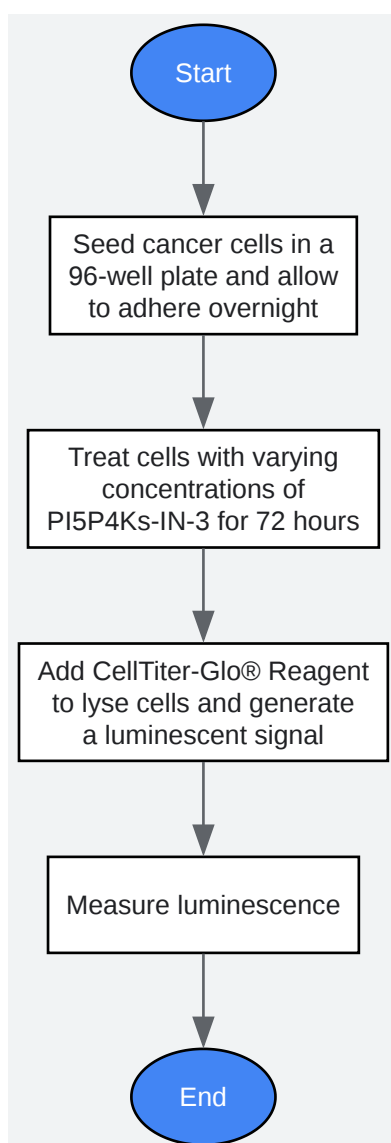 Start
Seed cancer cells in a
96-well plate and allow
to adhere overnight
Treat cells with varying
concentrations of
PI5P4Ks-IN-3 for 72 hours
Add CellTiter-Glo® Reagent
to lyse cells and generate
a luminescent signal
Measure luminescence
End